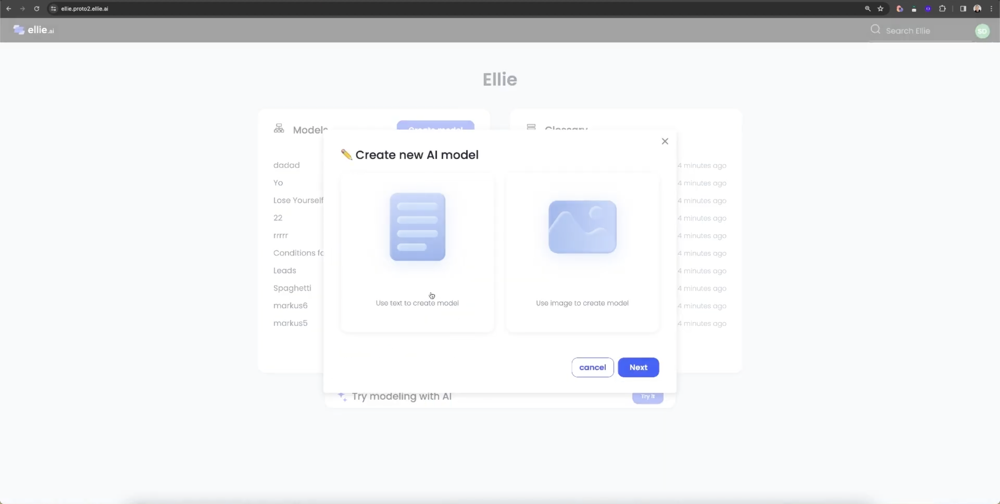 ellie.proto2.ellie.ai
ellie.ai
Search Ellie
SD
Ellie
Models
Create model
Glossary
Create new AI model
dadad
4 minutes ago
Yo
4 minutes ago
Lose Yourself
4 minutes ago
22
4 minutes ago
rrrrr
4 minutes ago
Conditions fo
4 minutes ago
Leads
4 minutes ago
Spaghetti
4 minutes ago
Use text to create model
Use image to create model
markus6
4 minutes ago
markus5
4 minutes ago
cancel
Next
Try modeling with AI
Try it